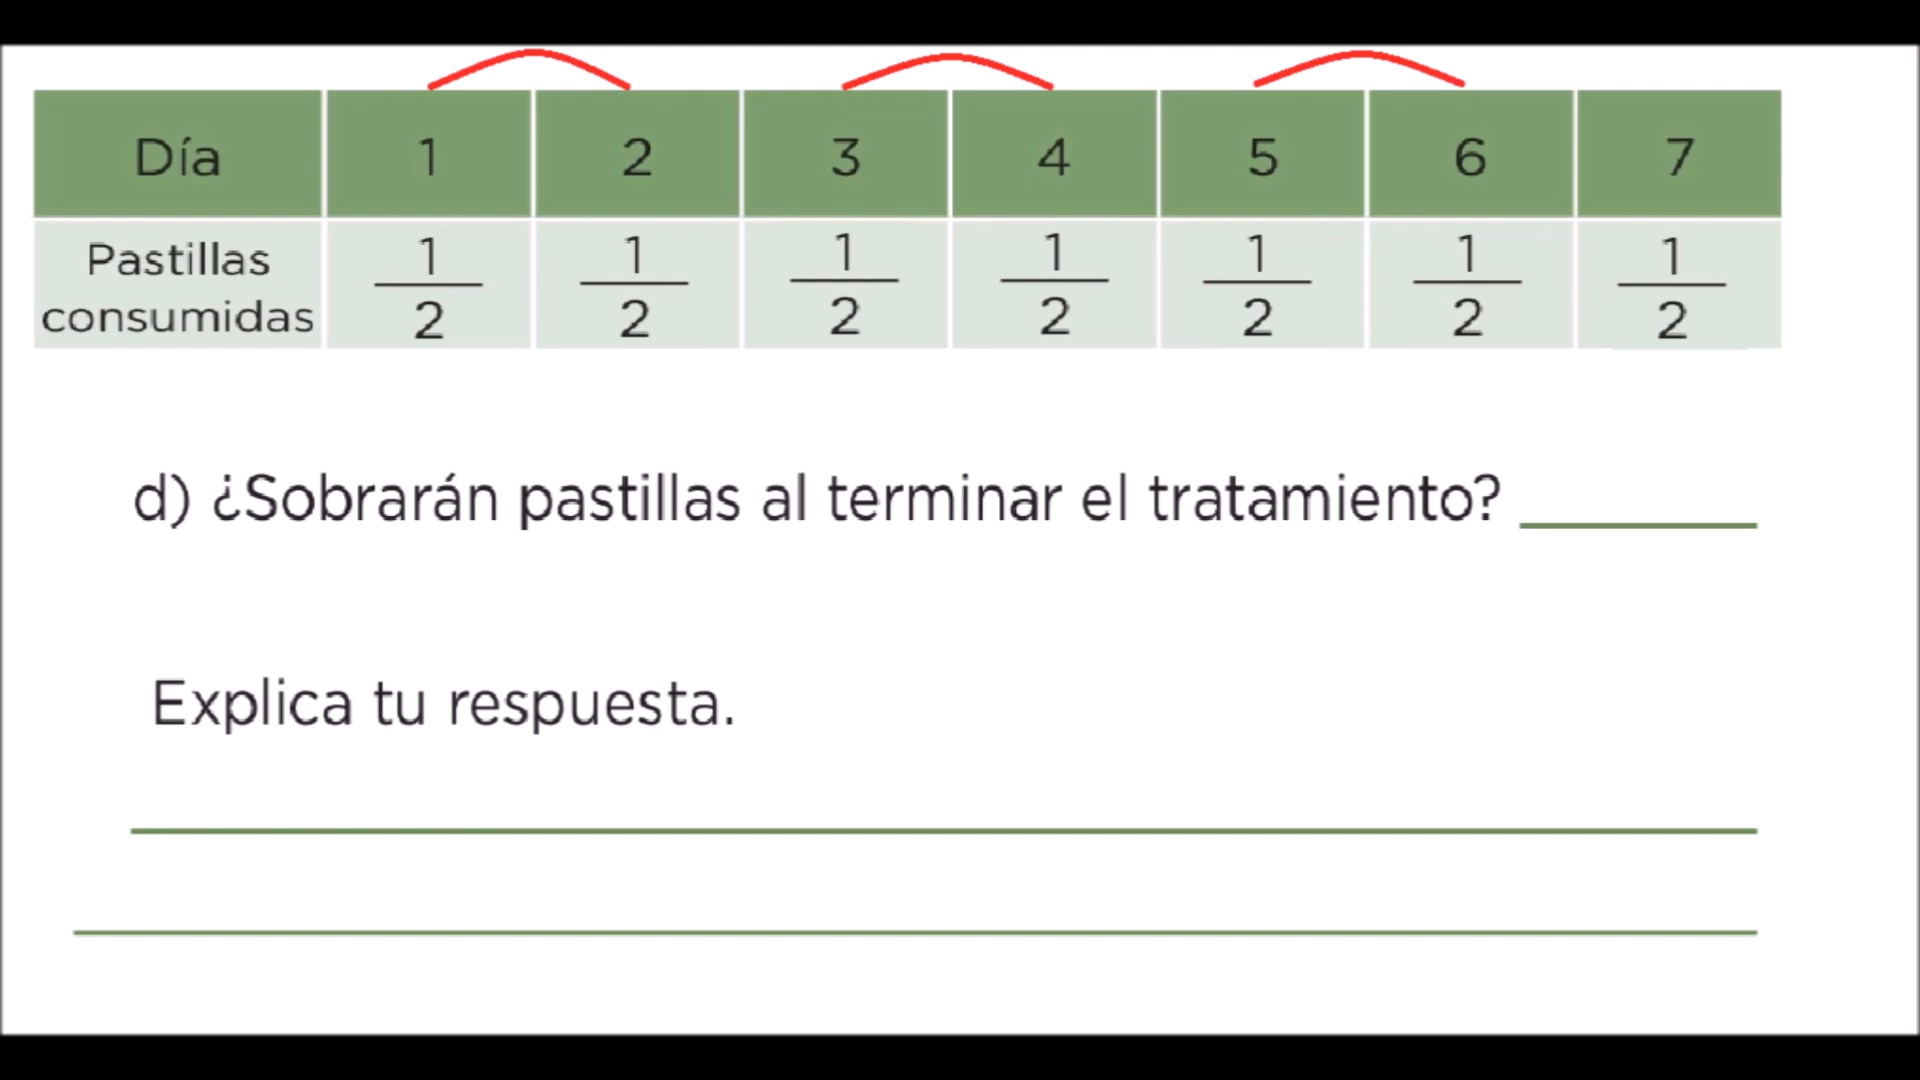 Día 1 2 3 4 5 6 7
Pastillas consumidas 1/2 1/2 1/2 1/2 1/2 1/2 1/2
d) ¿Sobrarán pastillas al terminar el tratamiento?
Explica tu respuesta.